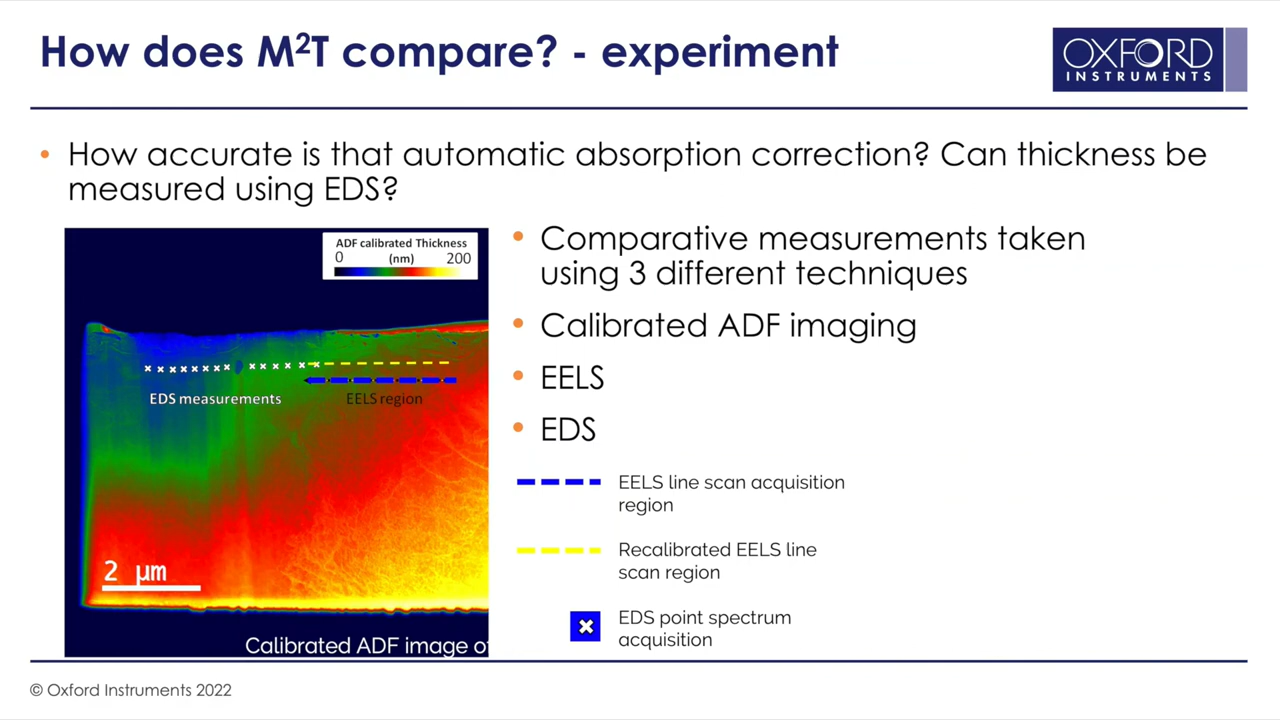 How does M²T compare? - experiment
OXFORD
INSTRUMENTS
• How accurate is that automatic absorption correction? Can thickness be
measured using EDS?
ADF calibrated Thickness
0 (nm) 200
EDS measurements
EELS region
2 µm
Calibrated ADF image of
• Comparative measurements taken
using 3 different techniques
• Calibrated ADF imaging
• EELS
• EDS
EELS line scan acquisition
region
Recalibrated EELS line
scan region
EDS point spectrum
acquisition
© Oxford Instruments 2022